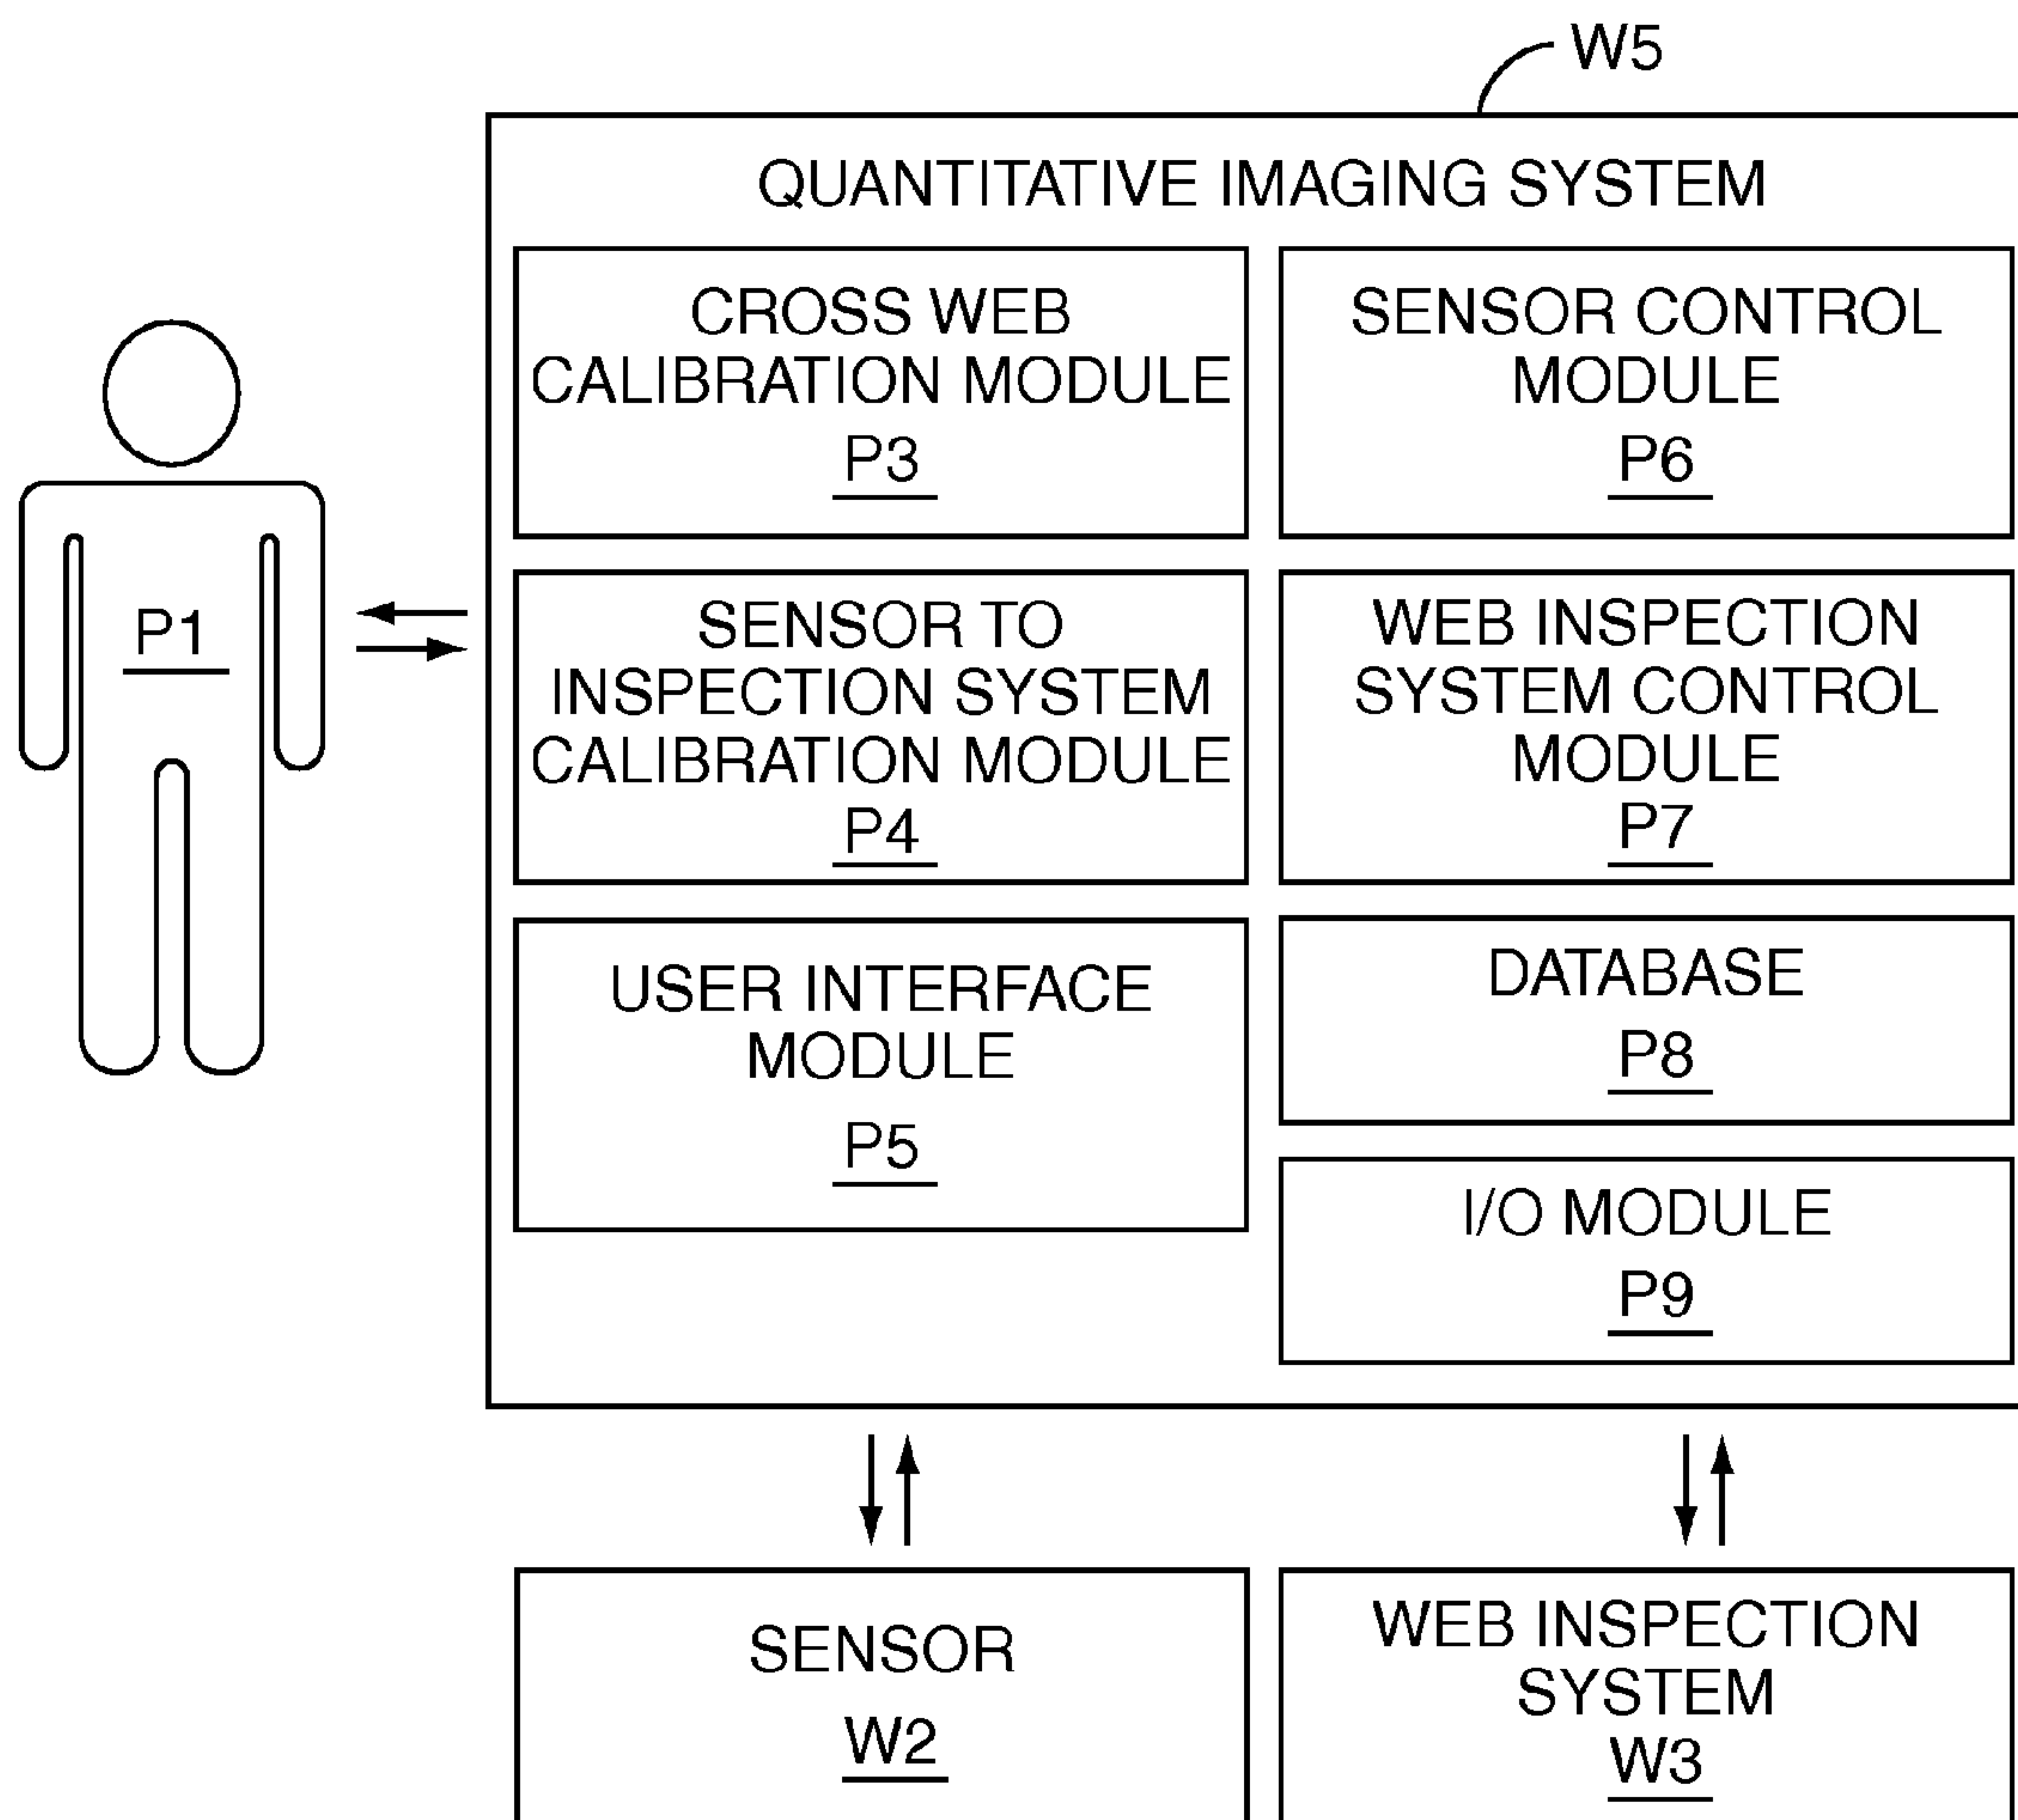 W5
QUANTITATIVE IMAGING SYSTEM
CROSS WEB
CALIBRATION MODULE
P3
SENSOR CONTROL
MODULE
P6
P1
SENSOR TO
INSPECTION SYSTEM
CALIBRATION MODULE
P4
WEB INSPECTION
SYSTEM CONTROL
MODULE
P7
USER INTERFACE
MODULE
P5
DATABASE
P8
I/O MODULE
P9
SENSOR
W2
WEB INSPECTION
SYSTEM
W3